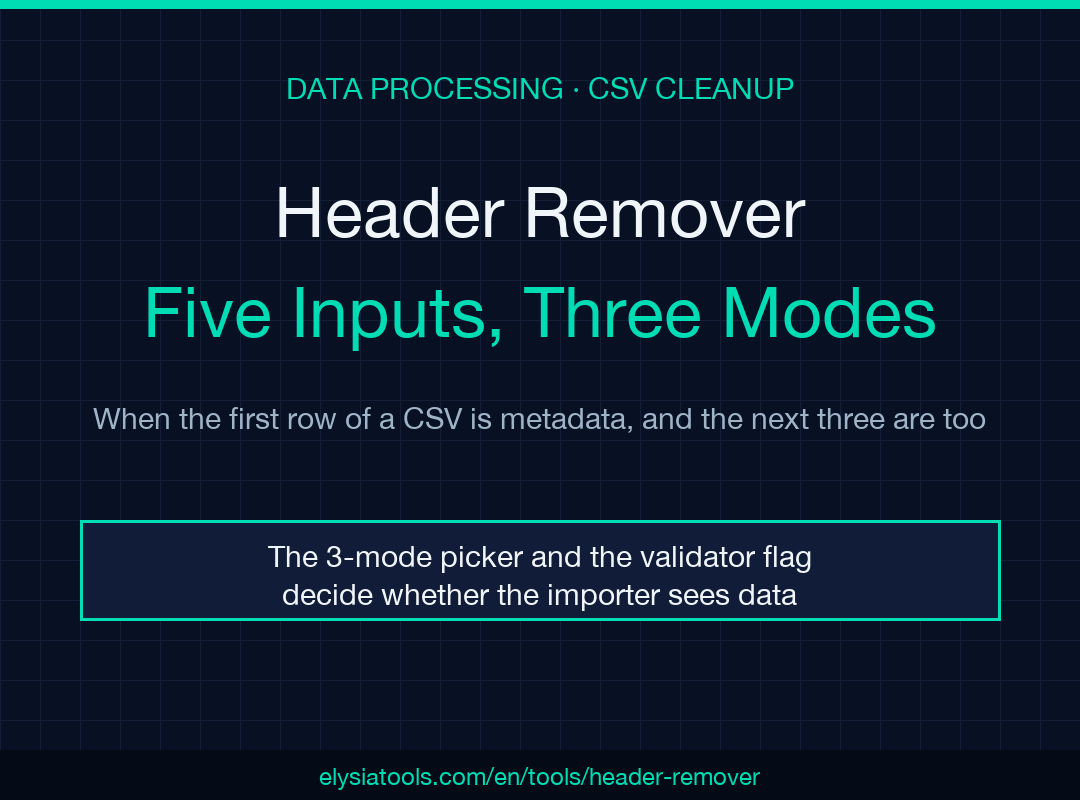 DATA PROCESSING · CSV CLEANUP
Header Remover
Five Inputs, Three Modes
When the first row of a CSV is metadata, and the next three are too
The 3-mode picker and the validator flag
decide whether the importer sees data
elysiatools.com/en/tools/header-remover